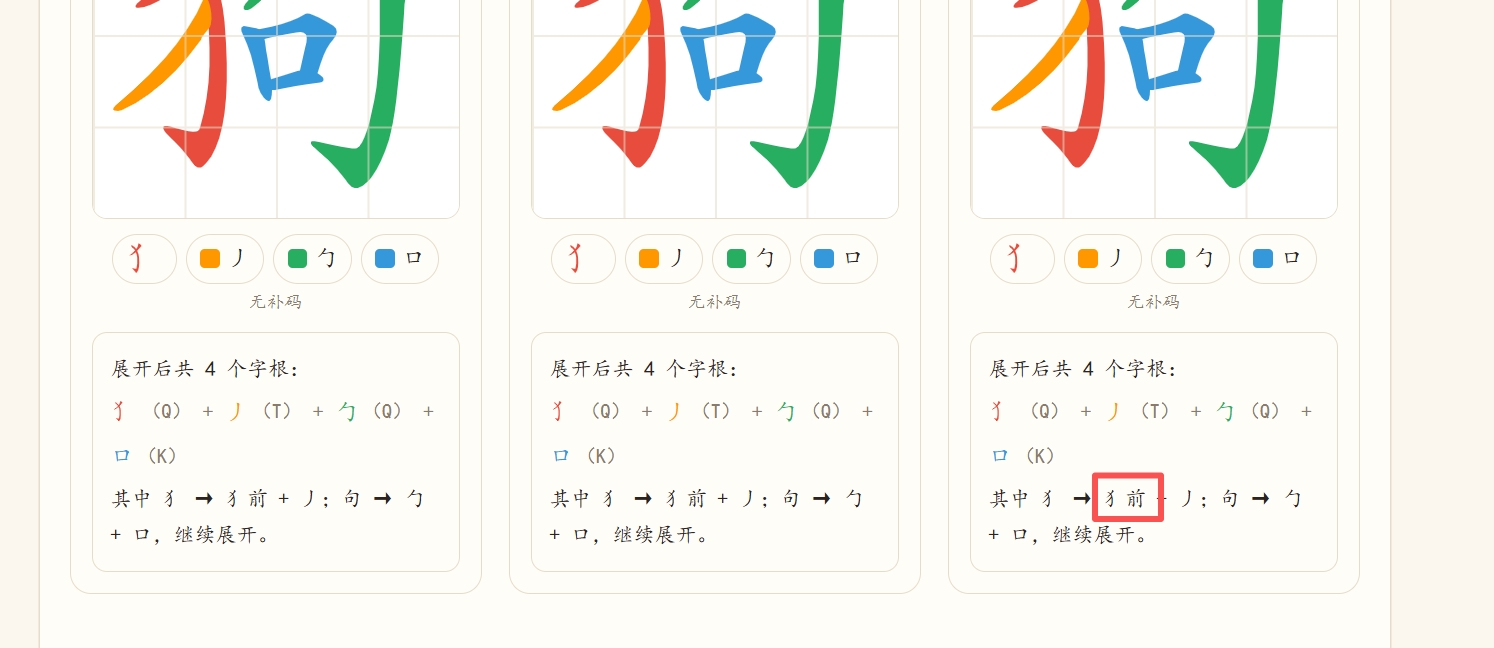 狗 狗 狗
犭 丿 勹 口
无补码
展开后共 4 个字根：
犭 （Q） + 丿 （T） + 勹 （Q） +
口 （K）
其中 犭 → 犭前 + 丿；句 → 勹
+ 口，继续展开。
犭 丿 勹 口
无补码
展开后共 4 个字根：
犭 （Q） + 丿 （T） + 勹 （Q） +
口 （K）
其中 犭 → 犭前 + 丿；句 → 勹
+ 口，继续展开。
犭 丿 勹 口
无补码
展开后共 4 个字根：
犭 （Q） + 丿 （T） + 勹 （Q） +
口 （K）
其中 犭 → 犭前 + 丿；句 → 勹
+ 口，继续展开。